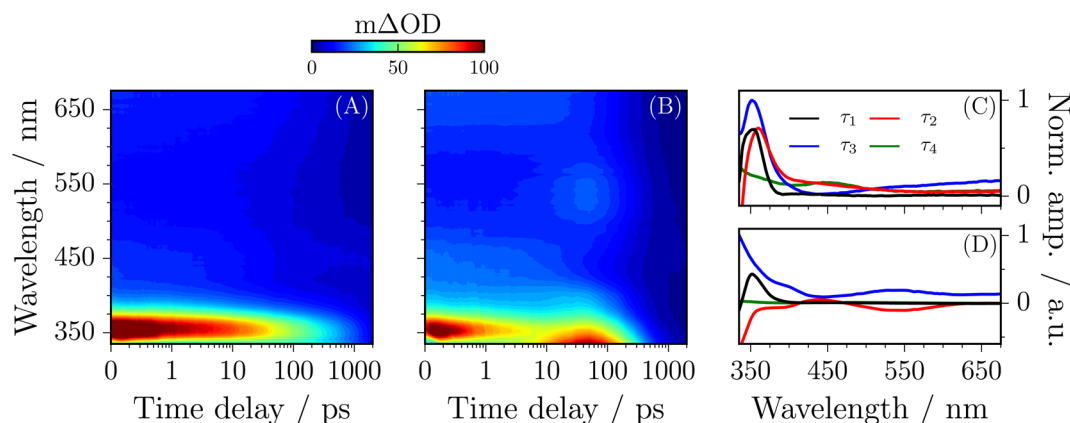 mΔOD
0 50 100
Wavelength / nm
650
550
450
350
(A)
(B)
0 1 10 100 1000
Time delay / ps
0 1 10 100 1000
Time delay / ps
(C)
τ1 τ2
τ3 τ4
1
0
(D)
1
0
Norm. amp. / a.u.
350 450 550 650
Wavelength / nm